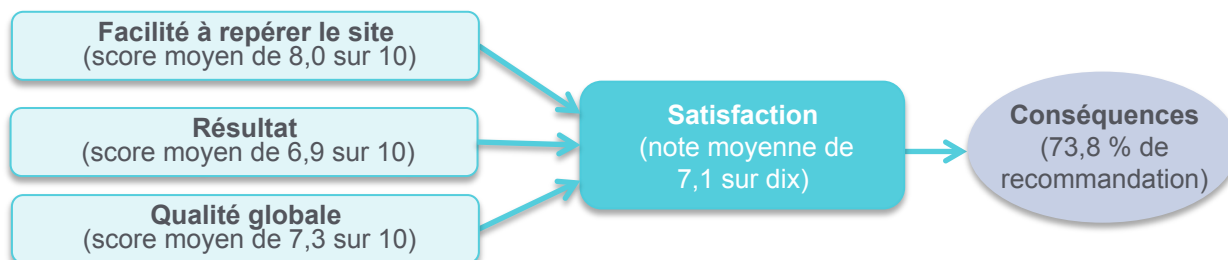 Facilité à repérer le site
(score moyen de 8,0 sur 10)
Résultat
(score moyen de 6,9 sur 10)
Qualité globale
(score moyen de 7,3 sur 10)
Satisfaction
(note moyenne de
7,1 sur dix)
Conséquences
(73,8 % de
recommandation)